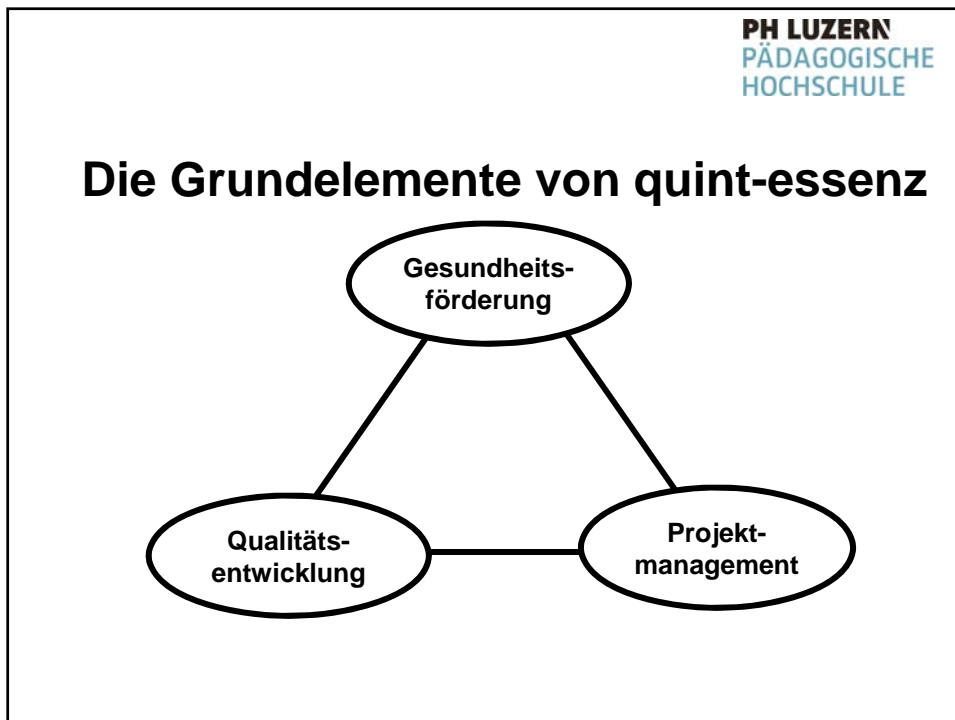 PH LUZERN
PÄDAGOGISCHE
HOCHSCHULE
Die Grundelemente von quint-essenz
Gesundheits-
förderung
Qualitäts-
entwicklung
Projekt-
management